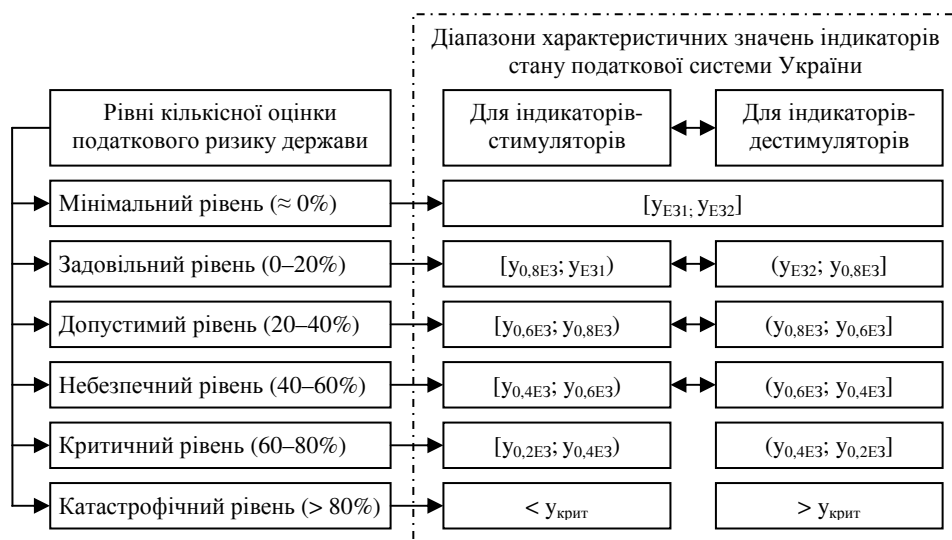 Діапазони характеристичних значень індикаторів
стану податкової системи України
Рівні кількісної оцінки
податкового ризику держави
Для індикаторів-
стимуляторів
Для індикаторів-
дестимуляторів
Мінімальний рівень (≈ 0%)
[yЕЗ1; yЕЗ2]
Задовільний рівень (0–20%)
[y0,8ЕЗ; yЕЗ1)
(yЕЗ2; y0,8ЕЗ]
Допустимий рівень (20–40%)
[y0,6ЕЗ; y0,8ЕЗ)
(y0,8ЕЗ; y0,6ЕЗ]
Небезпечний рівень (40–60%)
[y0,4ЕЗ; y0,6ЕЗ)
(y0,6ЕЗ; y0,4ЕЗ]
Критичний рівень (60–80%)
[y0,2ЕЗ; y0,4ЕЗ)
(y0,4ЕЗ; y0,2ЕЗ]
Катастрофічний рівень (> 80%)
< yкрит
> yкрит